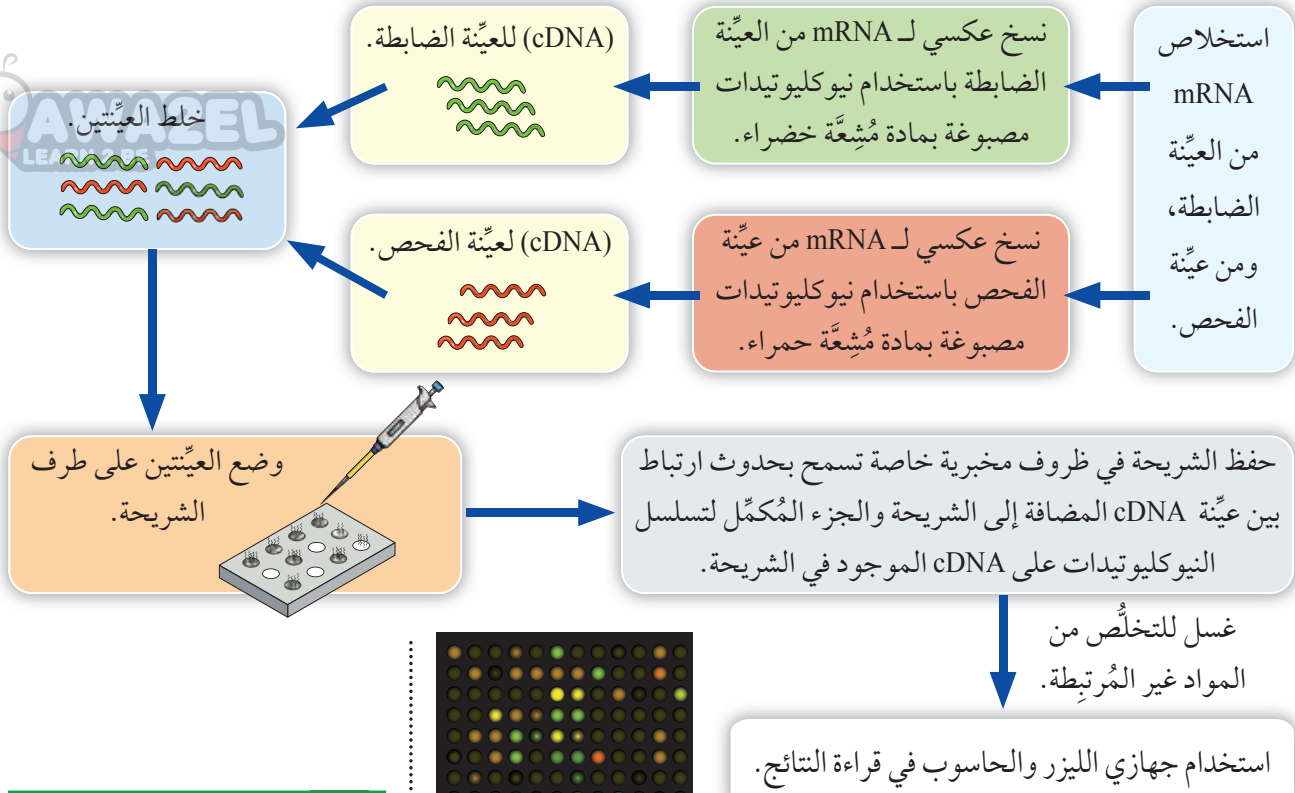 استخلاص
mRNA
من العيِّنة
الضابطة،
ومن عيِّنة
الفحص.
نسخ عكسي لـ mRNA من العيِّنة
الضابطة باستخدام نيوكليوتيدات
مصبوغة بمادة مُشِعَّة خضراء.
(cDNA) للعيِّنة الضابطة.
نسخ عكسي لـ mRNA من عيِّنة
الفحص باستخدام نيوكليوتيدات
مصبوغة بمادة مُشِعَّة حمراء.
(cDNA) لعيِّنة الفحص.
خلط العيِّنتين.
AWAZEL
LEARN 2 BE
وضع العيِّنتين على طرف
الشريحة.
حفظ الشريحة في ظروف مخبرية خاصة تسمح بحدوث ارتباط
بين عيِّنة cDNA المضافة إلى الشريحة والجزء المُكمِّل لتسلسل
النيوكليوتيدات على cDNA الموجود في الشريحة.
غسل للتخلُّص من
المواد غير المُرتبِطة.
استخدام جهازي الليزر والحاسوب في قراءة النتائج.